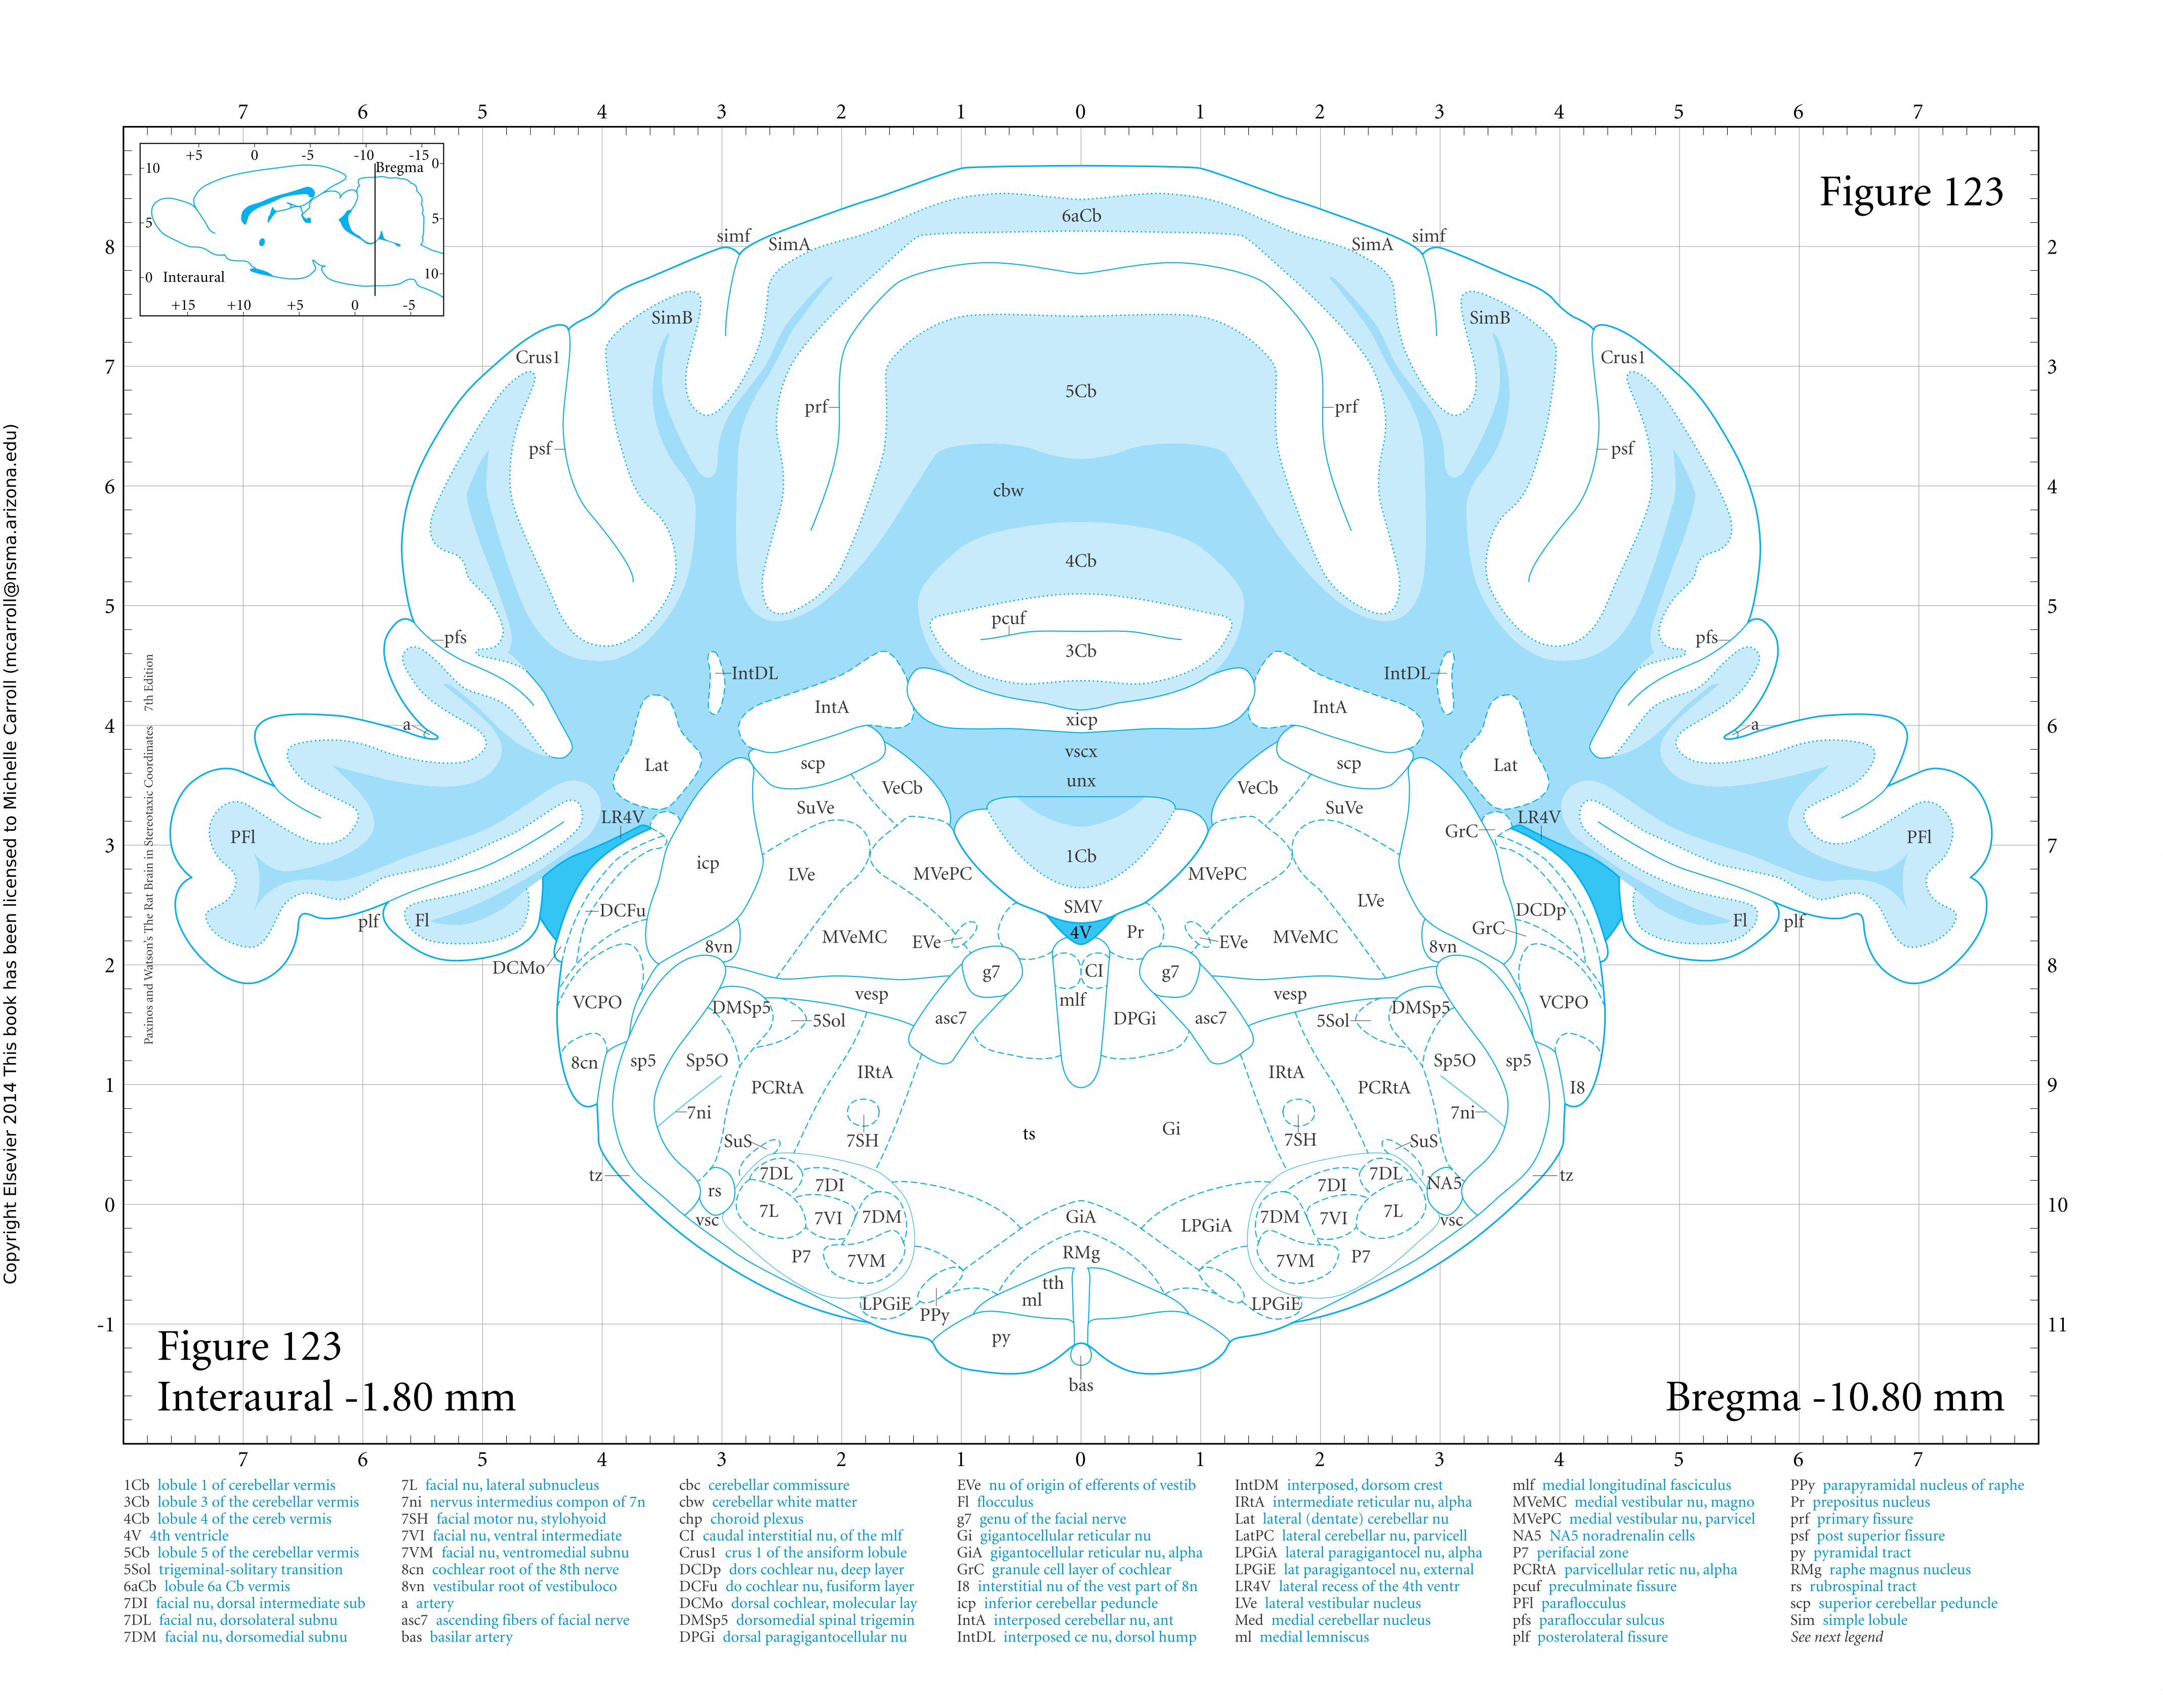 7 6 5 4 3 2 1 0 1 2 3 4 5 6 7
+5 0 -5 -10 -15
10 Bregma 0
5 5
0 Interaural 10
+15 +10 +5 0 -5
Figure 123
8 simf SimA 6aCb SimA simf 2
SimB SimB
7 Crus1 5Cb Crus1 3
prf prf
psf psf
6 cbw 4
4Cb
5 pcuf 5
pfs 3Cb pfs
IntDL IntDL
4 a IntA xicp IntA a 6
Lat scp vscx scp Lat
unx
VeCb VeCb
SuVe SuVe
LR4V GrC LR4V
3 PFl PFl 7
icp LVe MVePC 1Cb MVePC LVe
plf Fl DCFu SMV DCDp Fl plf
8vn MVeMC EVe 4V Pr EVe MVeMC 8vn GrC
2 DCMo g7 CI g7 8
VCPO DMSp5 vesp mlf vesp DMSp5 VCPO
5Sol asc7 DPGi asc7 5Sol
8cn sp5 Sp5O IRtA IRtA Sp5O sp5
1 PCRtA PCRtA I8 9
7ni 7ni
SuS 7SH ts Gi 7SH SuS
tz 7DL 7DI 7DI 7DL tz
rs NA5
0 vsc 7L 7VI 7DM GiA LPGiA 7DM 7VI 7L vsc 10
P7 7VM RMg 7VM P7
tth
LPGiE PPy ml LPGiE
-1 py 11
bas
Figure 123
Interaural -1.80 mm
Bregma -10.80 mm
7 6 5 4 3 2 1 0 1 2 3 4 5 6 7
Copyright Elsevier 2014 This book has been licensed to Michelle Carroll (mcarroll@nsma.arizona.edu)
Paxinos and Watson's The Rat Brain in Stereotaxic Coordinates 7th Edition
1Cb lobule 1 of cerebellar vermis
3Cb lobule 3 of the cerebellar vermis
4Cb lobule 4 of the cereb vermis
4V 4th ventricle
5Cb lobule 5 of the cerebellar vermis
5Sol trigeminal-solitary transition
6aCb lobule 6a Cb vermis
7DI facial nu, dorsal intermediate sub
7DL facial nu, dorsolateral subnu
7DM facial nu, dorsomedial subnu
7L facial nu, lateral subnucleus
7ni nervus intermedius compon of 7n
7SH facial motor nu, stylohyoid
7VI facial nu, ventral intermediate
7VM facial nu, ventromedial subnu
8cn cochlear root of the 8th nerve
8vn vestibular root of vestibuloco
a artery
asc7 ascending fibers of facial nerve
bas basilar artery
cbc cerebellar commissure
cbw cerebellar white matter
chp choroid plexus
CI caudal interstitial nu, of the mlf
Crus1 crus 1 of the ansiform lobule
DCDp dors cochlear nu, deep layer
DCFu do cochlear nu, fusiform layer
DCMo dorsal cochlear, molecular lay
DMSp5 dorsomedial spinal trigemin
DPGi dorsal paragigantocellular nu
EVe nu of origin of efferents of vestib
Fl flocculus
g7 genu of the facial nerve
Gi gigantocellular reticular nu
GiA gigantocellular reticular nu, alpha
GrC granule cell layer of cochlear
I8 interstitial nu of the vest part of 8n
icp inferior cerebellar peduncle
IntA interposed cerebellar nu, ant
IntDL interposed ce nu, dorsol hump
IntDM interposed, dorsom crest
IRtA intermediate reticular nu, alpha
Lat lateral (dentate) cerebellar nu
LatPC lateral cerebellar nu, parvicell
LPGiA lateral paragigantocel nu, alpha
LPGiE lat paragigantocel nu, external
LR4V lateral recess of the 4th ventr
LVe lateral vestibular nucleus
Med medial cerebellar nucleus
ml medial lemniscus
mlf medial longitudinal fasciculus
MVeMC medial vestibular nu, magno
MVePC medial vestibular nu, parvicel
NA5 NA5 noradrenalin cells
P7 perifacial zone
PCRtA parvicellular retic nu, alpha
pcuf preculminate fissure
PFl paraflocculus
pfs parafloccular sulcus
plf posterolateral fissure
PPy parapyramidal nucleus of raphe
Pr prepositus nucleus
prf primary fissure
psf post superior fissure
py pyramidal tract
RMg raphe magnus nucleus
rs rubrospinal tract
scp superior cerebellar peduncle
Sim simple lobule
See next legend